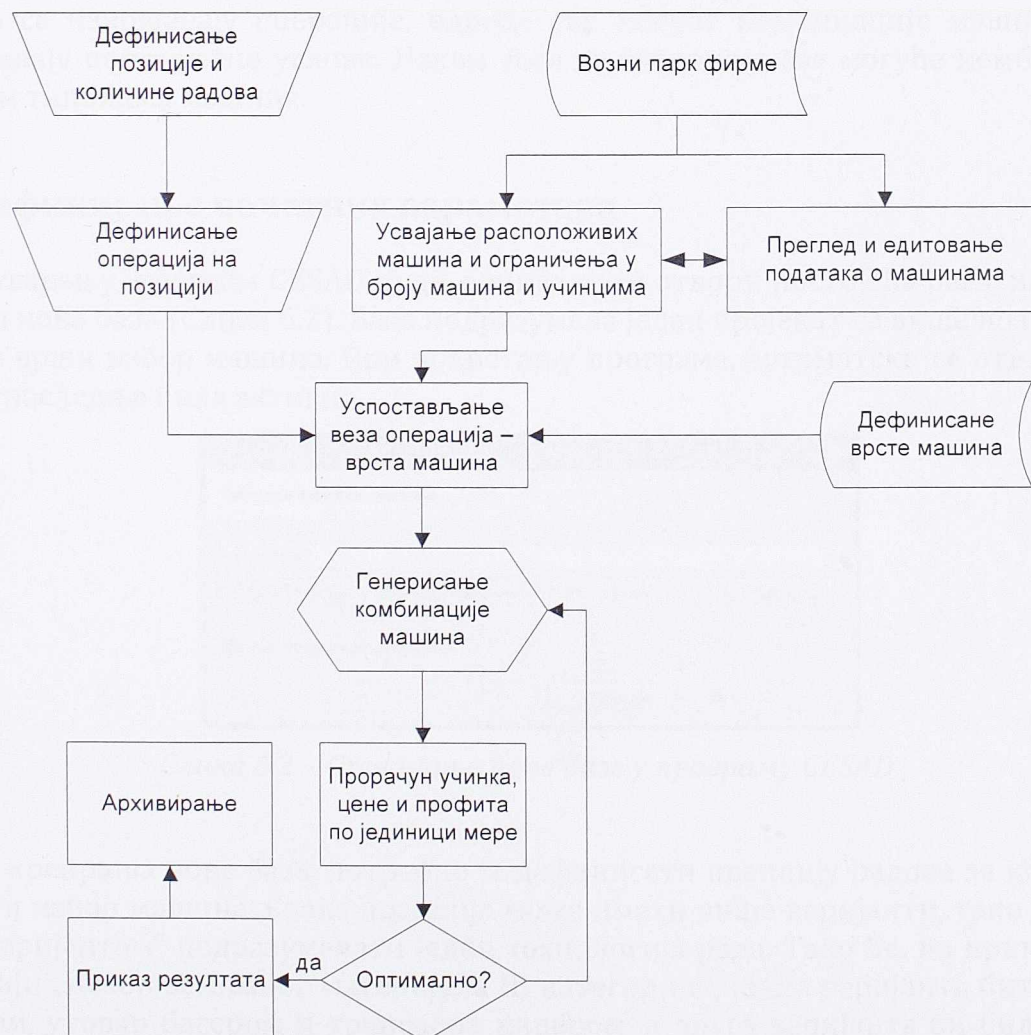 Дефинисање
позиције и
количине радова
Возни парк фирме
Дефинисање
операција на
позицији
Усвајање расположивих
машина и ограничења у
броју машина и учинцима
Преглед и едитовање
података о машинама
Успостављање
веза операција –
врста машина
Дефинисане
врсте машина
Генерисање
комбинације
машина
Архивирање
Прорачун учинка,
цене и профита
по јединици мере
Приказ резултата
да
Оптимално?